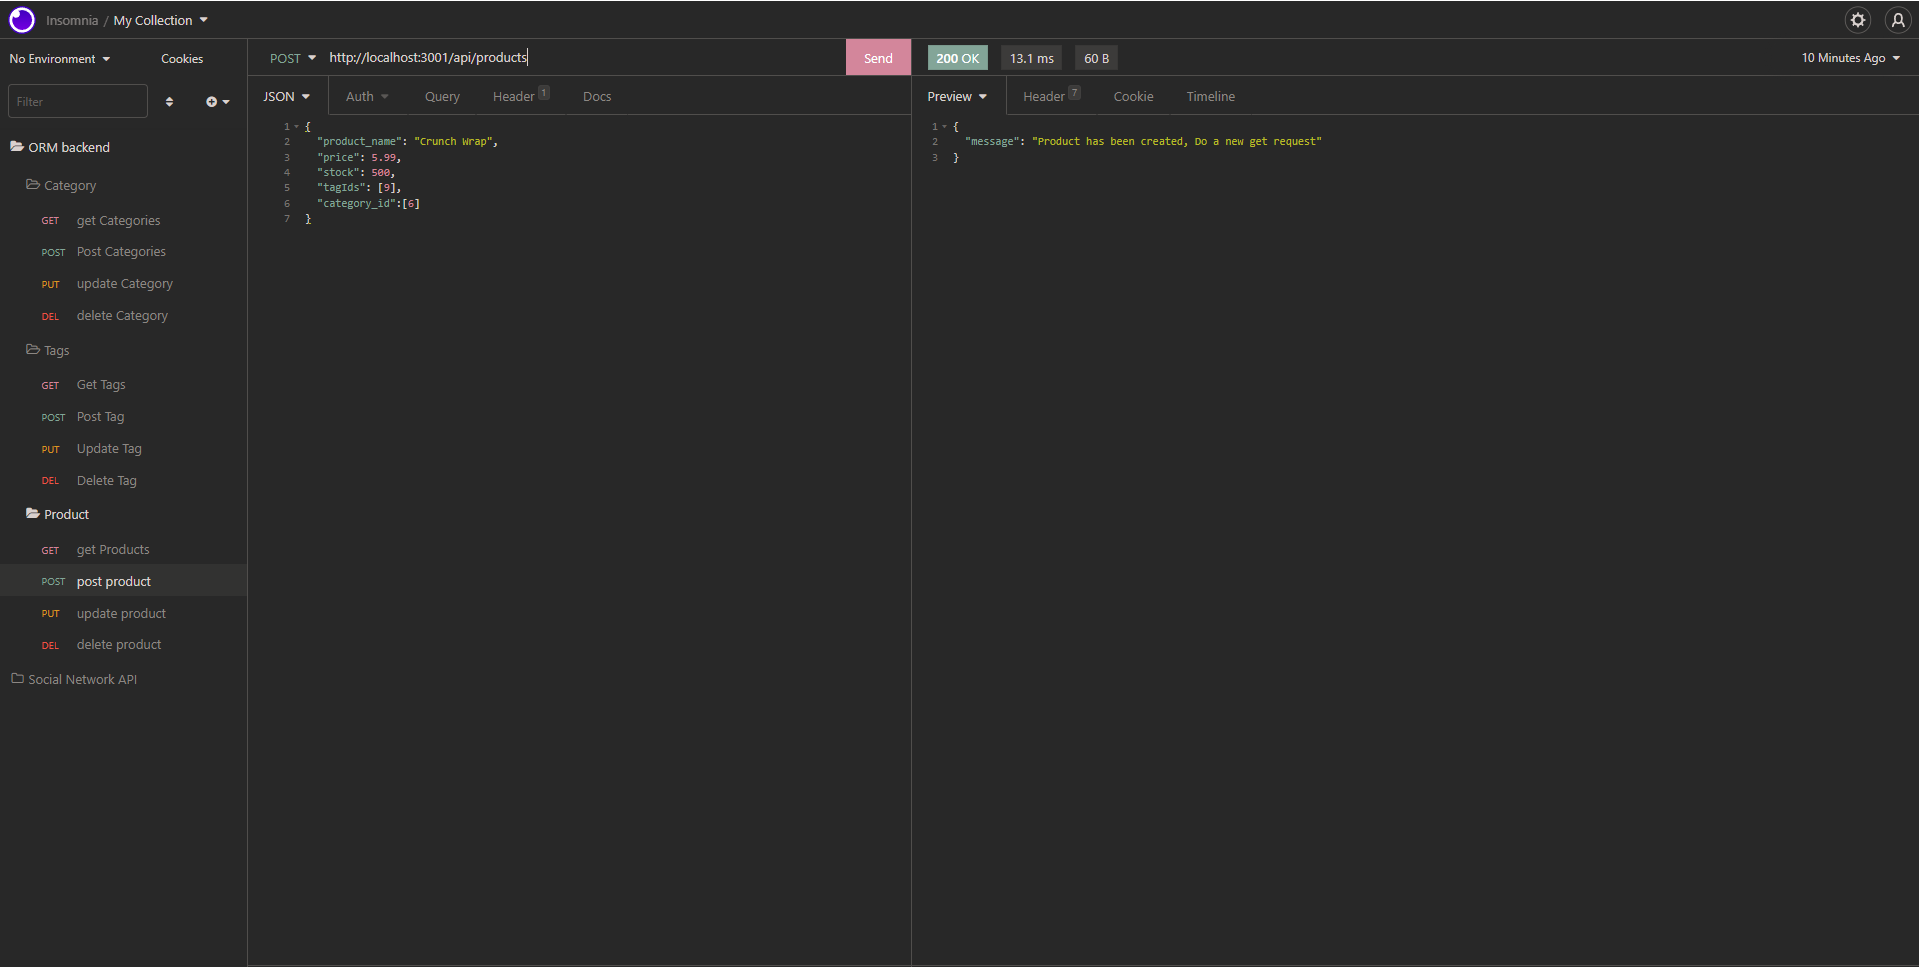 Insomnia / My Collection
No Environment
Cookies
Filter
ORM backend
Category
GET get Categories
POST Post Categories
PUT update Category
DEL delete Category
Tags
GET Get Tags
POST Post Tag
PUT Update Tag
DEL Delete Tag
Product
GET get Products
POST post product
PUT update product
DEL delete product
Social Network API
POST http://localhost:3001/api/products Send
JSON Auth Query Header 1 Docs
1 {
2 "product_name": "Crunch Wrap",
3 "price": 5.99,
4 "stock": 500,
5 "tagIds": [9],
6 "category_id":[6]
7 }
200 OK 13.1 ms 60 B 10 Minutes Ago
Preview Header 7 Cookie Timeline
1 {
2 "message": "Product has been created, Do a new get request"
3 }